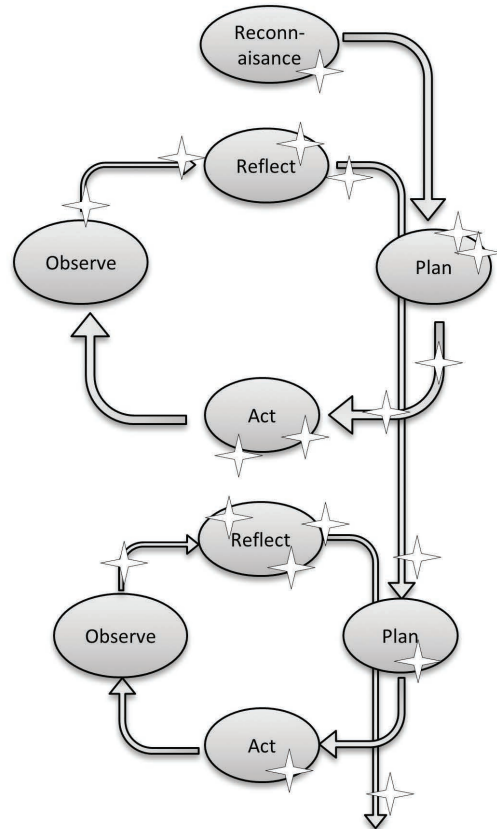 Reconn-
aisance
Reflect
Observe
Plan
Act
Reflect
Observe
Plan
Act